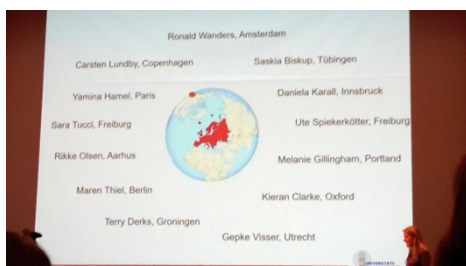 Ronald Wanders, Amsterdam
Carsten Lundby, Copenhagen
Saskia Biskup, Tübingen
Yamina Hamel, Paris
Daniela Karall, Innsbruck
Sara Tucci, Freiburg
Ute Spiekerkötter, Freiburg
Rikke Olsen, Aarhus
Melanie Gillingham, Portland
Maren Thiel, Berlin
Kieran Clarke, Oxford
Terry Derks, Groningen
Gepke Visser, Utrecht